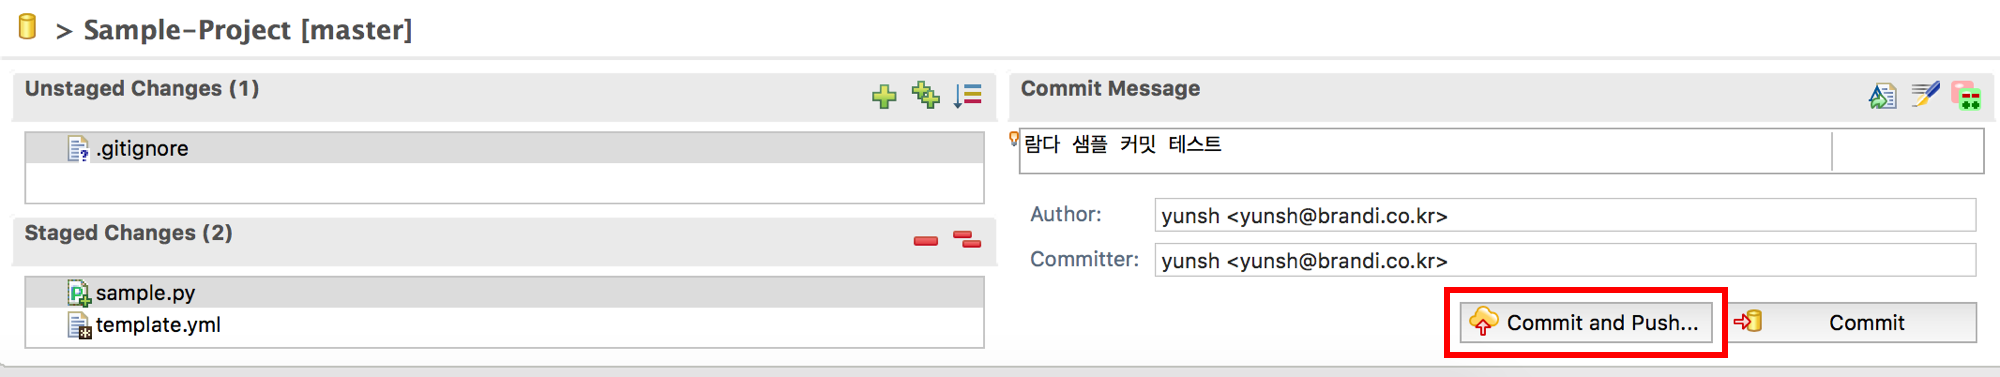 > Sample-Project [master]
Unstaged Changes (1)
.gitignore
Staged Changes (2)
sample.py
template.yml
Commit Message
람다 샘플 커밋 테스트
Author: yunsh <yunsh@brandi.co.kr>
Committer: yunsh <yunsh@brandi.co.kr>
Commit and Push... Commit